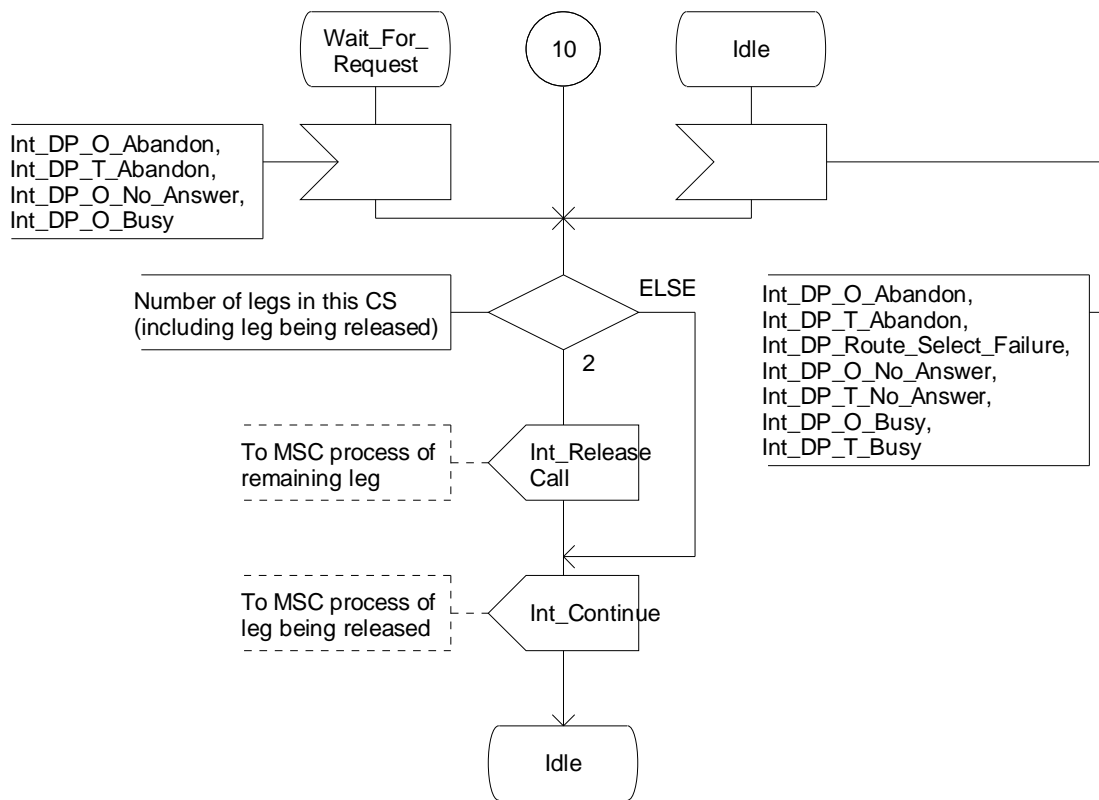 Wait_For_
Request
10
Idle
Int_DP_O_Abandon,
Int_DP_T_Abandon,
Int_DP_O_No_Answer,
Int_DP_O_Busy
Number of legs in this CS
(including leg being released)
ELSE
2
Int_DP_O_Abandon,
Int_DP_T_Abandon,
Int_DP_Route_Select_Failure,
Int_DP_O_No_Answer,
Int_DP_T_No_Answer,
Int_DP_O_Busy,
Int_DP_T_Busy
To MSC process of
remaining leg
Int_Release
Call
To MSC process of
leg being released
Int_Continue
Idle